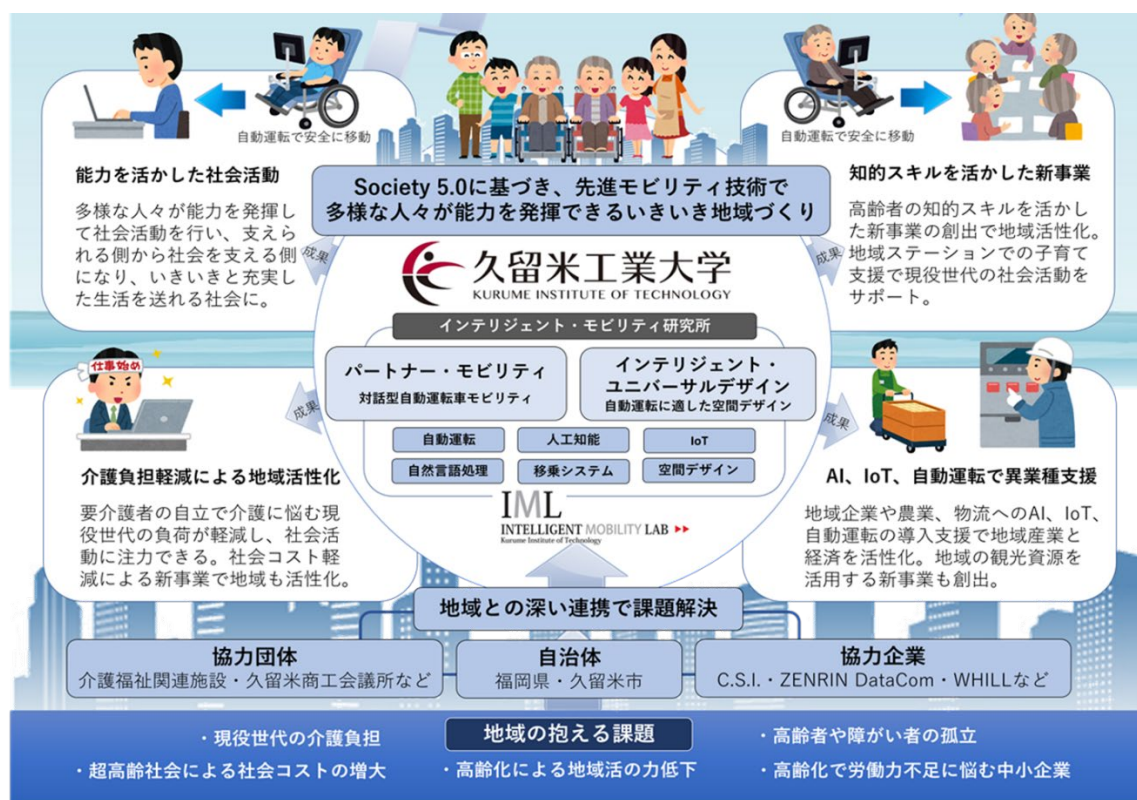 自動運転で安全に移動
能力を活かした社会活動
多様な人々が能力を発揮し
て社会活動を行い、支えら
れる側から社会を支える側
になり、いきいきと充実し
た生活を送れる社会に。
成果
Society 5.0に基づき、先進モビリティ技術で
多様な人々が能力を発揮できるいきいき地域づくり
自動運転で安全に移動
知的スキルを活かした新事業
高齢者の知的スキルを活かし
た新事業の創出で地域活性化。
地域ステーションでの子育て
支援で現役世代の社会活動を
サポート。
成果
久留米工業大学
KURUME INSTITUTE OF TECHNOLOGY
インテリジェント・モビリティ研究所
パートナー・モビリティ
対話型自動運転車モビリティ
インテリジェント・
ユニバーサルデザイン
自動運転に適した空間デザイン
自動運転
人工知能
IoT
自然言語処理
移乗システム
空間デザイン
IML
INTELLIGENT MOBILITY LAB
Kurume Institute of Technology
仕事始め
成果
介護負担軽減による地域活性化
要介護者の自立で介護に悩む現
役世代の負荷が軽減し、社会活
動に注力できる。社会コスト軽
減による新事業で地域も活性化。
成果
AI、IoT、自動運転で異業種支援
地域企業や農業、物流へのAI、IoT、
自動運転の導入支援で地域産業と
経済を活性化。地域の観光資源を
活用する新事業も創出。
地域との深い連携で課題解決
協力団体
介護福祉関連施設・久留米商工会議所など
自治体
福岡県・久留米市
協力企業
C.S.I.・ZENRIN DataCom・WHILLなど
地域の抱える課題
・現役世代の介護負担
・高齢者や障がい者の孤立
・超高齢社会による社会コストの増大
・高齢化による地域活の力低下
・高齢化で労働力不足に悩む中小企業